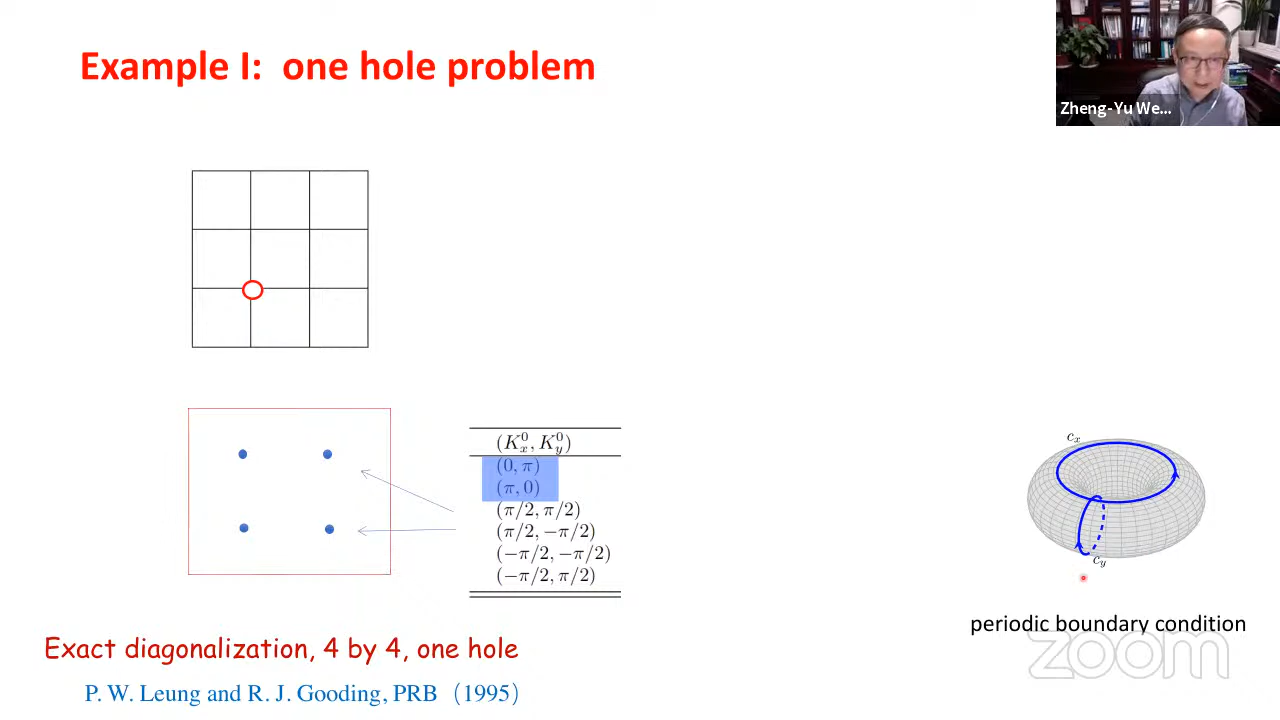 Example I:  one hole problem
Zheng-Yu We...
(K_x^0, K_y^0)
(0, π)
(π, 0)
(π/2, π/2)
(π/2, −π/2)
(−π/2, −π/2)
(−π/2, π/2)
c_x
c_y
periodic boundary condition
zoom
Exact diagonalization, 4 by 4, one hole
P. W. Leung and R. J. Gooding, PRB （1995）